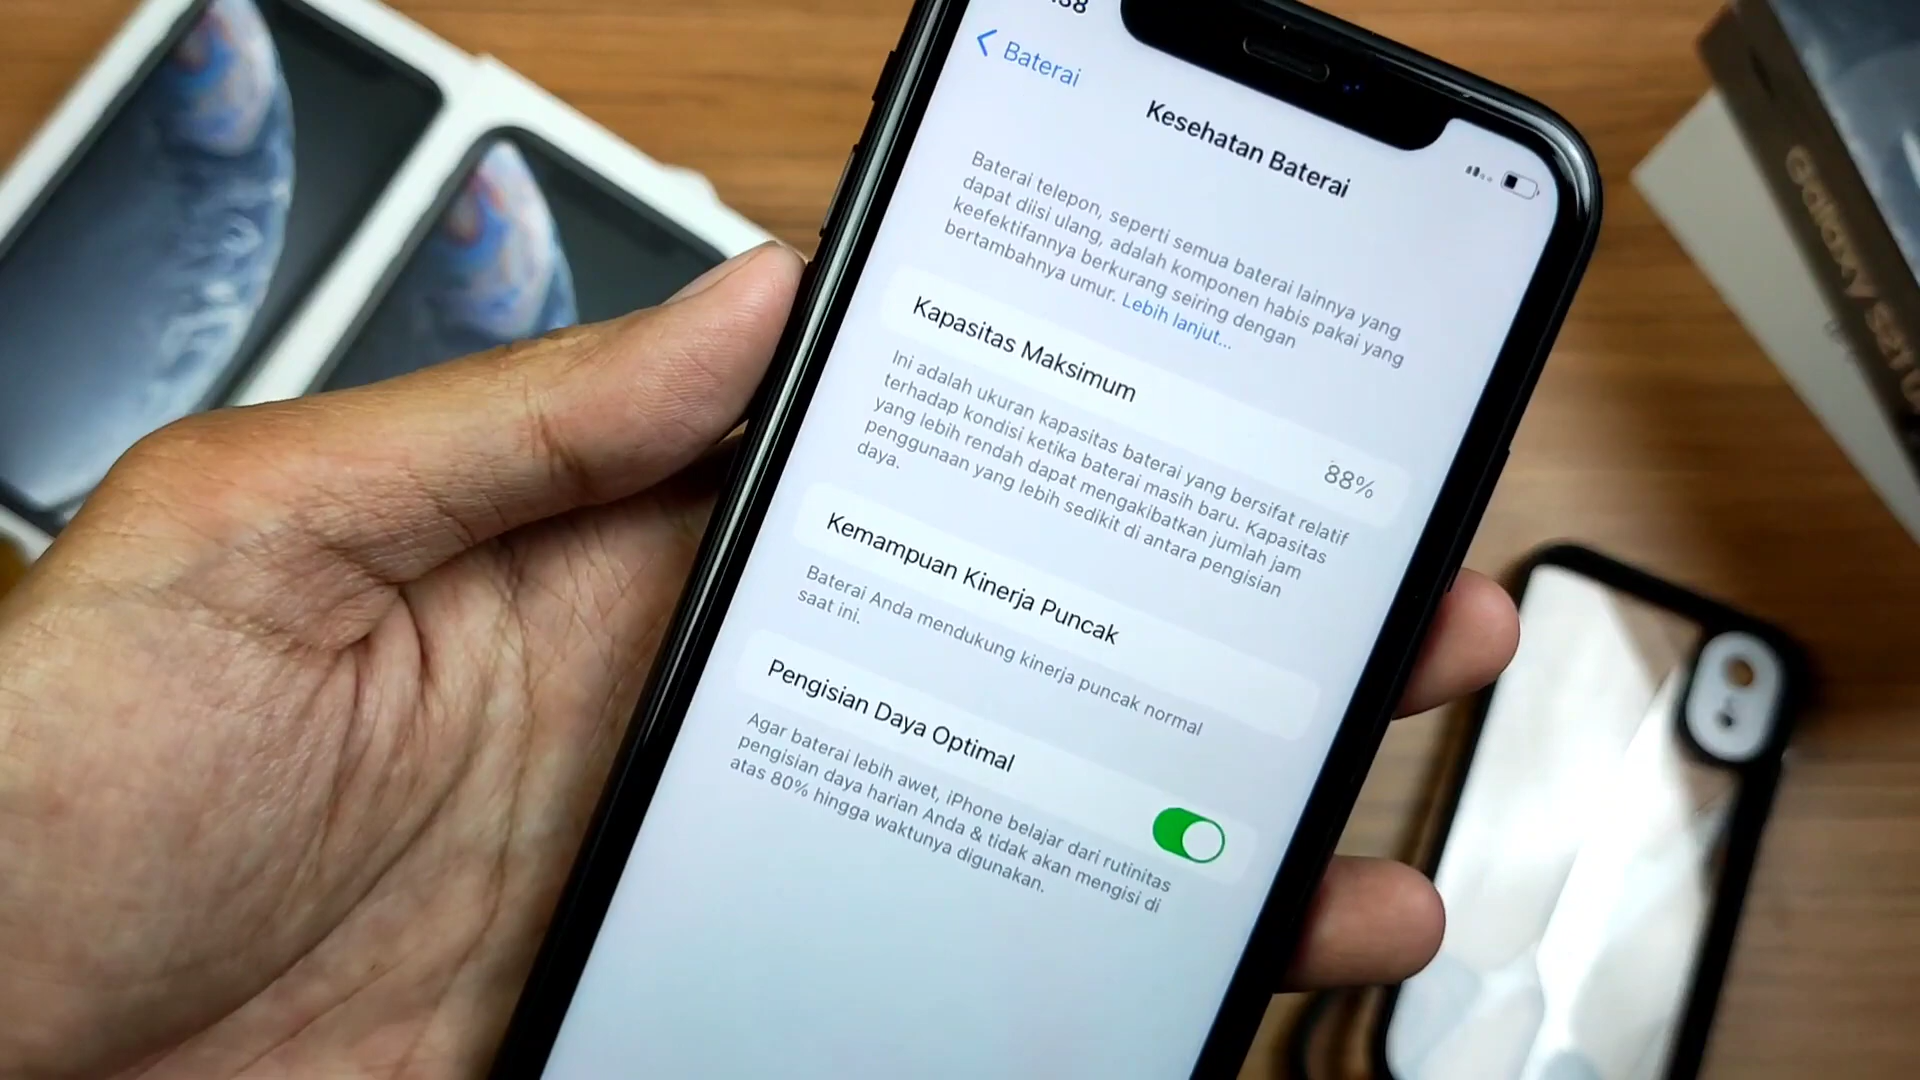 Baterai
Kesehatan Baterai
Baterai telepon, seperti semua baterai lainnya yang
dapat diisi ulang, adalah komponen habis pakai yang
keefektifannya berkurang seiring dengan
bertambahnya umur. Lebih lanjut...
Kapasitas Maksimum
88%
Ini adalah ukuran kapasitas baterai yang bersifat relatif
terhadap kondisi ketika baterai masih baru. Kapasitas
yang lebih rendah dapat mengakibatkan jumlah jam
penggunaan yang lebih sedikit di antara pengisian
daya.
Kemampuan Kinerja Puncak
Baterai Anda mendukung kinerja puncak normal
saat ini.
Pengisian Daya Optimal
Agar baterai lebih awet, iPhone belajar dari rutinitas
pengisian daya harian Anda & tidak akan mengisi di
atas 80% hingga waktunya digunakan.
Galaxy S21